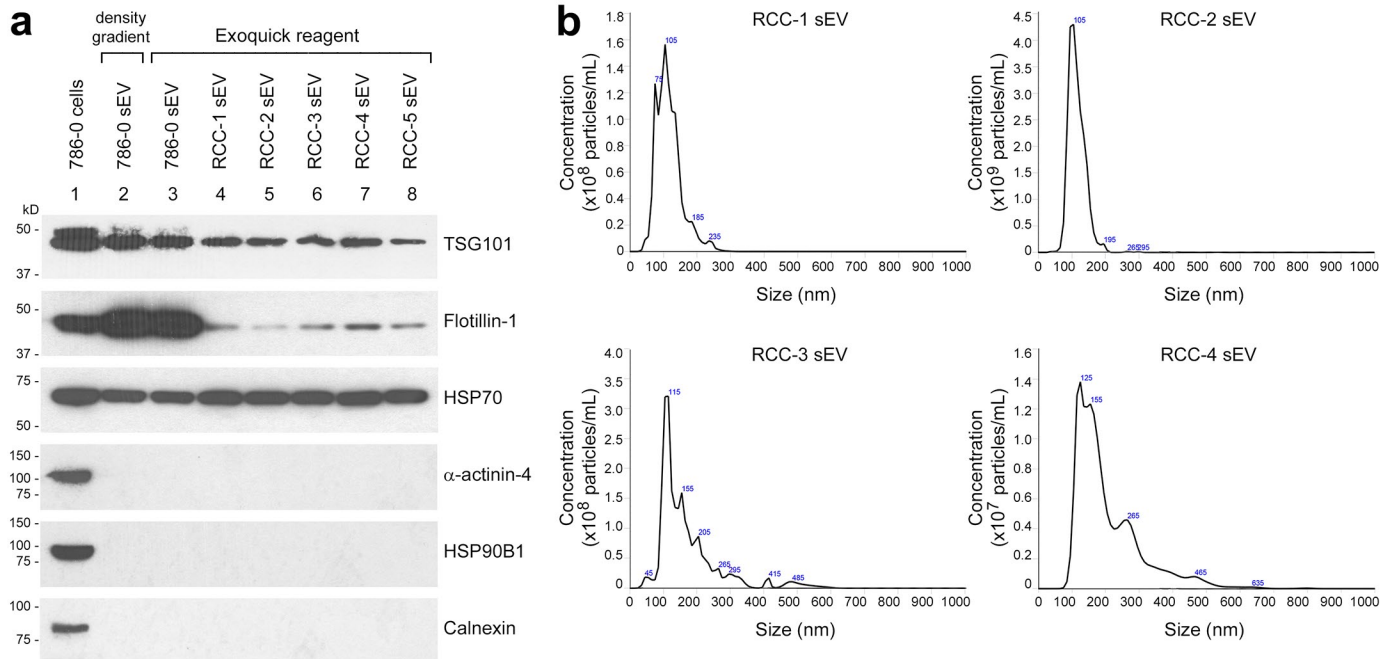 a
density
gradient
Exoquick reagent
786-0 cells
786-0 sEV
786-0 sEV
RCC-1 sEV
RCC-2 sEV
RCC-3 sEV
RCC-4 sEV
RCC-5 sEV
1 2 3 4 5 6 7 8
kD
50 -
37 -
TSG101
50 -
37 -
Flotillin-1
75 -
50 -
HSP70
150 -
100 -
75 -
α-actinin-4
150 -
100 -
75 -
HSP90B1
100 -
75 -
Calnexin
b
RCC-1 sEV
Concentration
(x10⁸ particles/mL)
1.8
1.6
1.4
1.2
1.0
0.8
0.6
0.4
0.2
0
75
105
185
235
0 100 200 300 400 500 600 700 800 900 1000
Size (nm)
RCC-2 sEV
Concentration
(x10⁹ particles/mL)
4.5
4.0
3.5
3.0
2.5
2.0
1.5
1.0
0.5
0
105
195
265
295
0 100 200 300 400 500 600 700 800 900 1000
Size (nm)
RCC-3 sEV
Concentration
(x10⁸ particles/mL)
4.0
3.5
3.0
2.5
2.0
1.5
1.0
0.5
0
45
115
155
205
265
295
415
485
0 100 200 300 400 500 600 700 800 900 1000
Size (nm)
RCC-4 sEV
Concentration
(x10⁷ particles/mL)
1.6
1.4
1.2
1.0
0.8
0.6
0.4
0.2
0
125
155
265
465
635
0 100 200 300 400 500 600 700 800 900 1000
Size (nm)